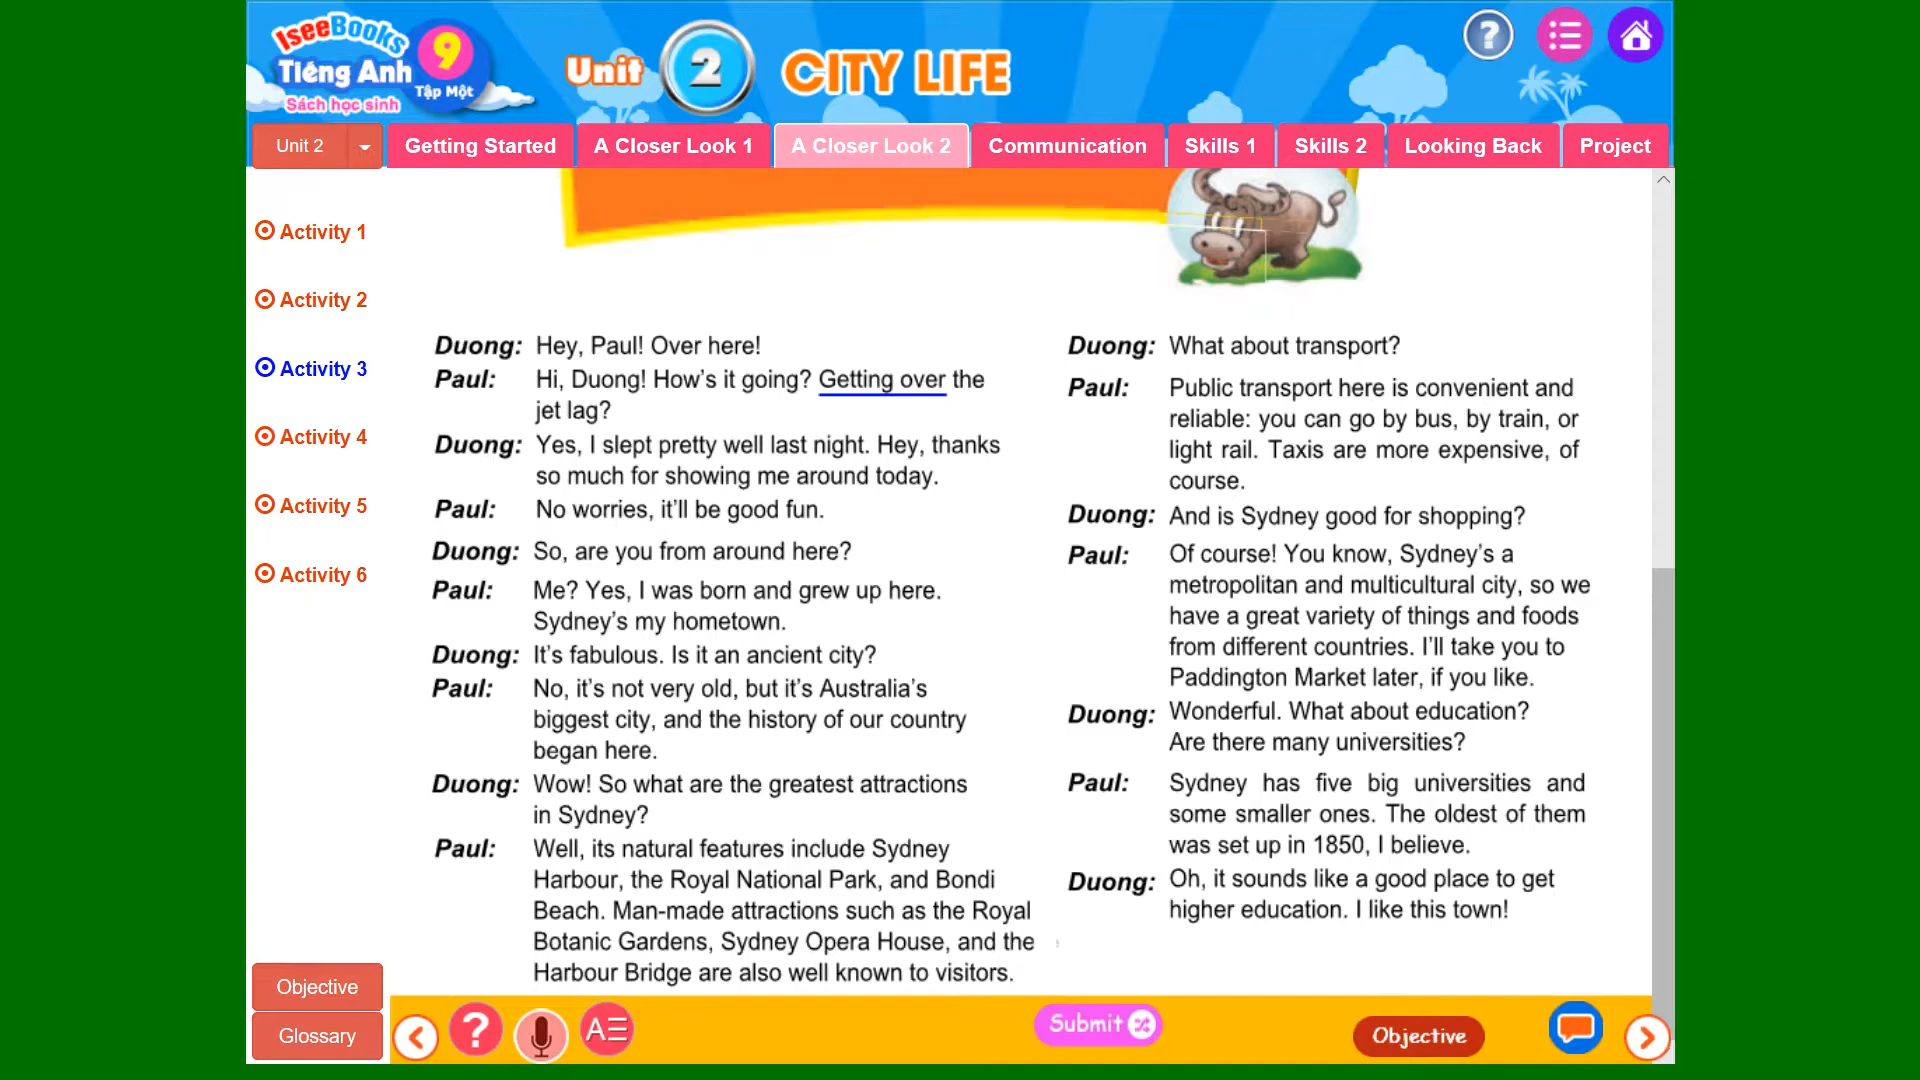 IseeBooks
Tiếng Anh 9
Tập Một
Sách học sinh
Unit 2 CITY LIFE
?
Unit 2
Getting Started
A Closer Look 1
A Closer Look 2
Communication
Skills 1
Skills 2
Looking Back
Project
Activity 1
Activity 2
Activity 3
Activity 4
Activity 5
Activity 6
Objective
Glossary
Duong: Hey, Paul! Over here!
Paul: Hi, Duong! How's it going? Getting over the
jet lag?
Duong: Yes, I slept pretty well last night. Hey, thanks
so much for showing me around today.
Paul: No worries, it'll be good fun.
Duong: So, are you from around here?
Paul: Me? Yes, I was born and grew up here.
Sydney's my hometown.
Duong: It's fabulous. Is it an ancient city?
Paul: No, it's not very old, but it's Australia's
biggest city, and the history of our country
began here.
Duong: Wow! So what are the greatest attractions
in Sydney?
Paul: Well, its natural features include Sydney
Harbour, the Royal National Park, and Bondi
Beach. Man-made attractions such as the Royal
Botanic Gardens, Sydney Opera House, and the
Harbour Bridge are also well known to visitors.
Duong: What about transport?
Paul: Public transport here is convenient and
reliable: you can go by bus, by train, or
light rail. Taxis are more expensive, of
course.
Duong: And is Sydney good for shopping?
Paul: Of course! You know, Sydney's a
metropolitan and multicultural city, so we
have a great variety of things and foods
from different countries. I'll take you to
Paddington Market later, if you like.
Duong: Wonderful. What about education?
Are there many universities?
Paul: Sydney has five big universities and
some smaller ones. The oldest of them
was set up in 1850, I believe.
Duong: Oh, it sounds like a good place to get
higher education. I like this town!
?
A
Submit
Objective